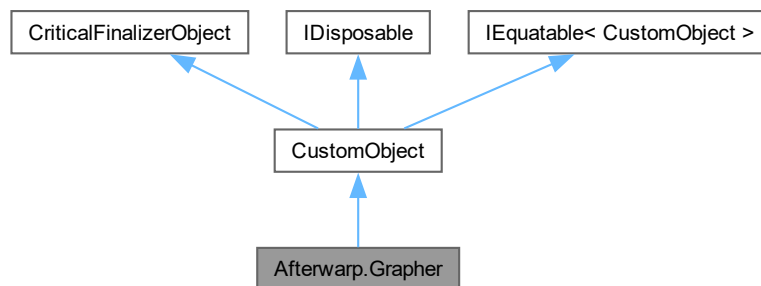 CriticalFinalizerObject
IDisposable
IEquatable< CustomObject >
CustomObject
Afterwarp.Grapher